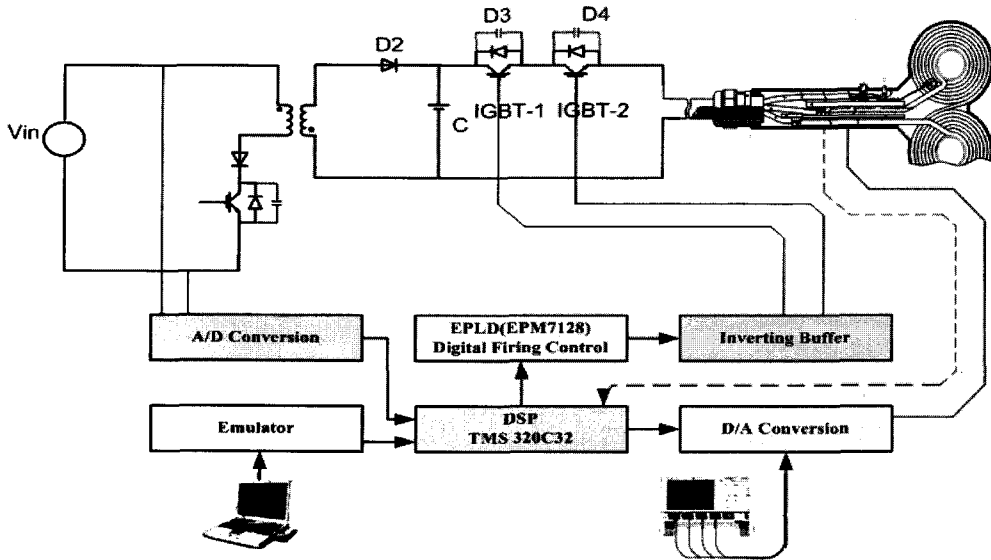 D3
D4
D2
Vin
C
IGBT-1
IGBT-2
A/D Conversion
EPLD(EPM7128)
Digital Firing Control
Inverting Buffer
Emulator
DSP
TMS 320C32
D/A Conversion